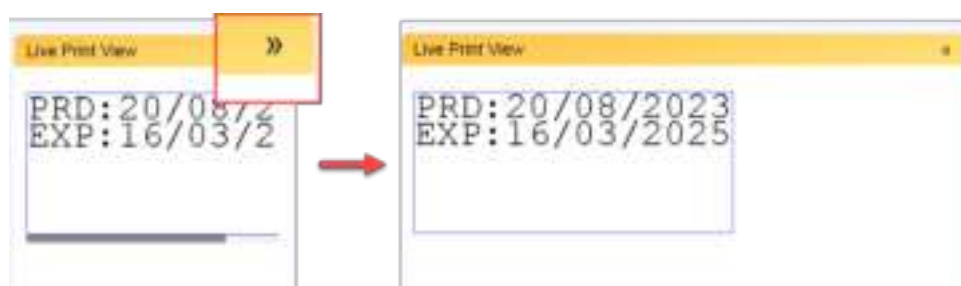 Live Print View
»
PRD:20/08/2
EXP:16/03/2
Live Print View
«
PRD:20/08/2023
EXP:16/03/2025